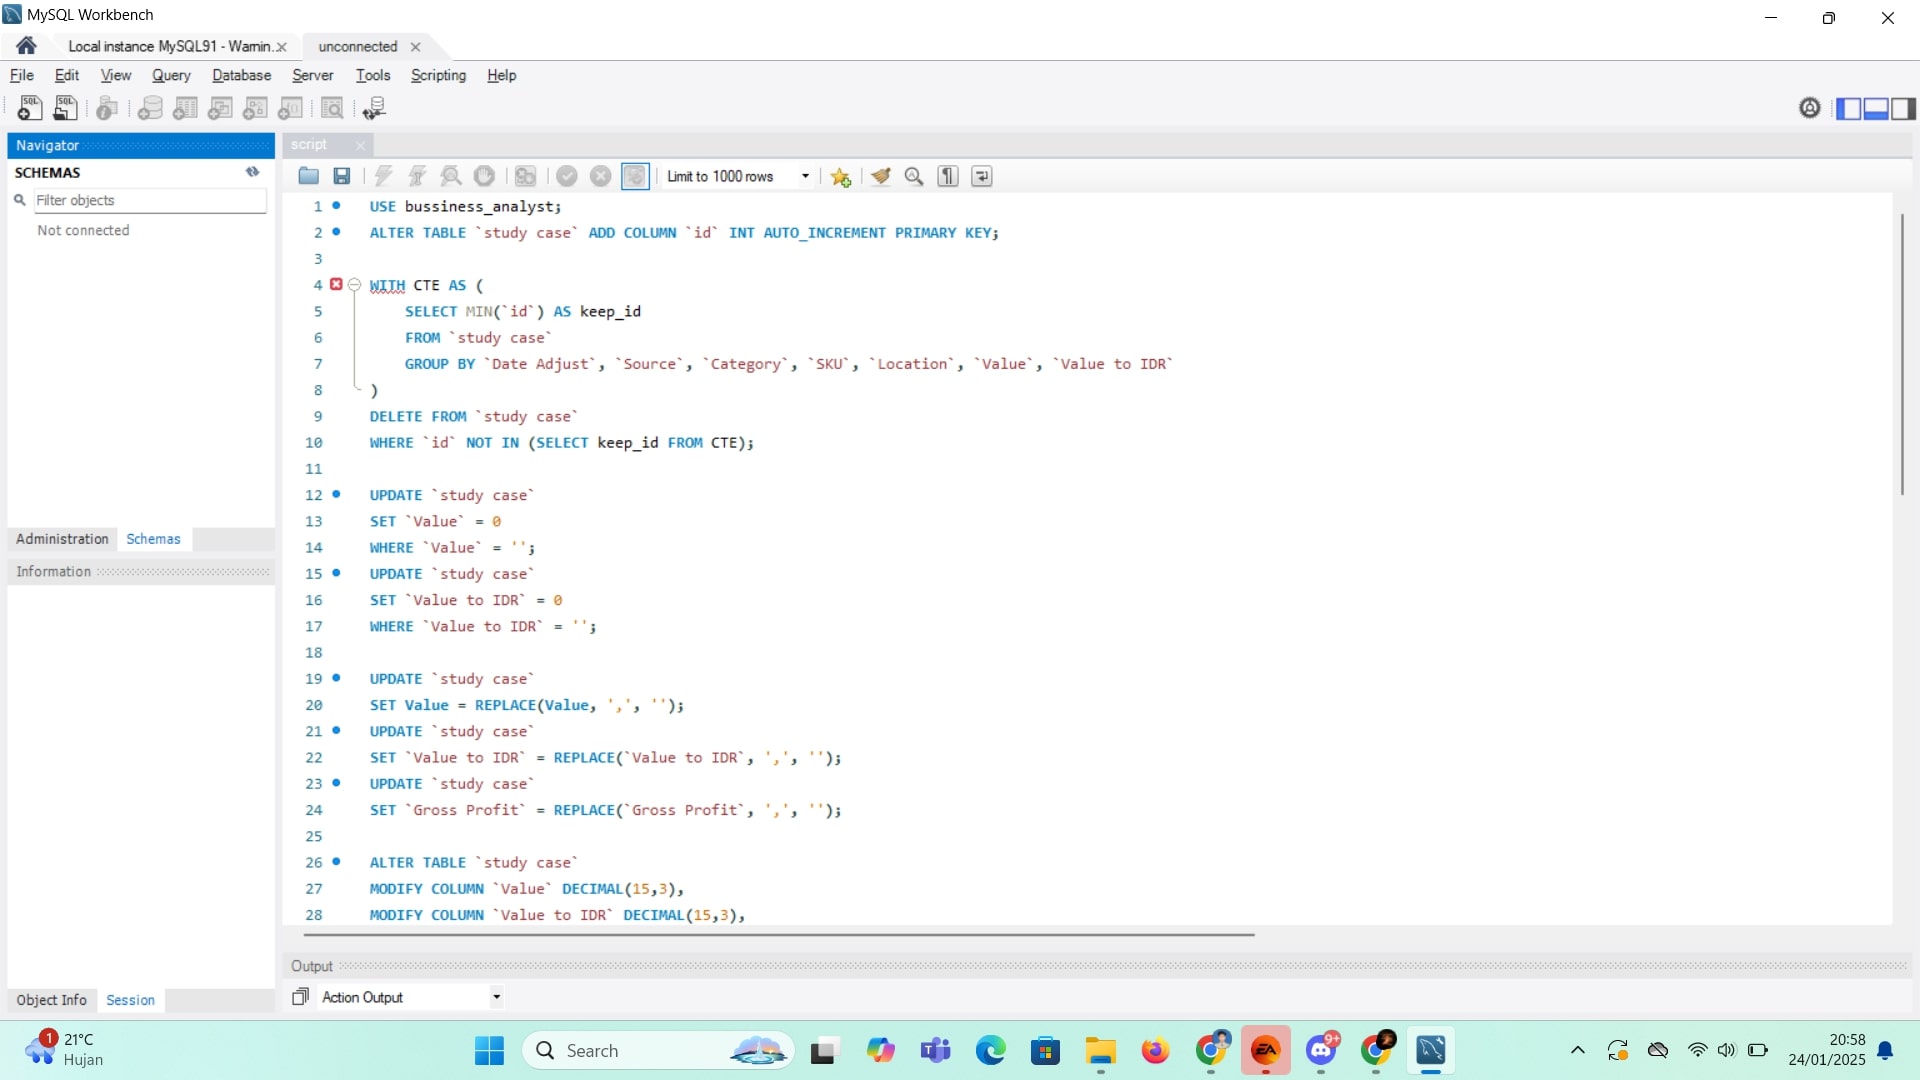 MySQL Workbench
Local instance MySQL91 - Warnin.
unconnected
File Edit View Query Database Server Tools Scripting Help
Navigator
SCHEMAS
Filter objects
Not connected
Administration Schemas
Information
Object Info Session
script
Limit to 1000 rows
1 USE bussiness_analyst;
2 ALTER TABLE `study case` ADD COLUMN `id` INT AUTO_INCREMENT PRIMARY KEY;
3
4 WITH CTE AS (
5 SELECT MIN(`id`) AS keep_id
6 FROM `study case`
7 GROUP BY `Date Adjust`, `Source`, `Category`, `SKU`, `Location`, `Value`, `Value to IDR`
8 )
9 DELETE FROM `study case`
10 WHERE `id` NOT IN (SELECT keep_id FROM CTE);
11
12 UPDATE `study case`
13 SET `Value` = 0
14 WHERE `Value` = '';
15 UPDATE `study case`
16 SET `Value to IDR` = 0
17 WHERE `Value to IDR` = '';
18
19 UPDATE `study case`
20 SET Value = REPLACE(Value, ',', '');
21 UPDATE `study case`
22 SET `Value to IDR` = REPLACE(`Value to IDR`, ',', '');
23 UPDATE `study case`
24 SET `Gross Profit` = REPLACE(`Gross Profit`, ',', '');
25
26 ALTER TABLE `study case`
27 MODIFY COLUMN `Value` DECIMAL(15,3),
28 MODIFY COLUMN `Value to IDR` DECIMAL(15,3),
Output
Action Output
1
21°C
Hujan
Search
EA
9+
20:58
24/01/2025